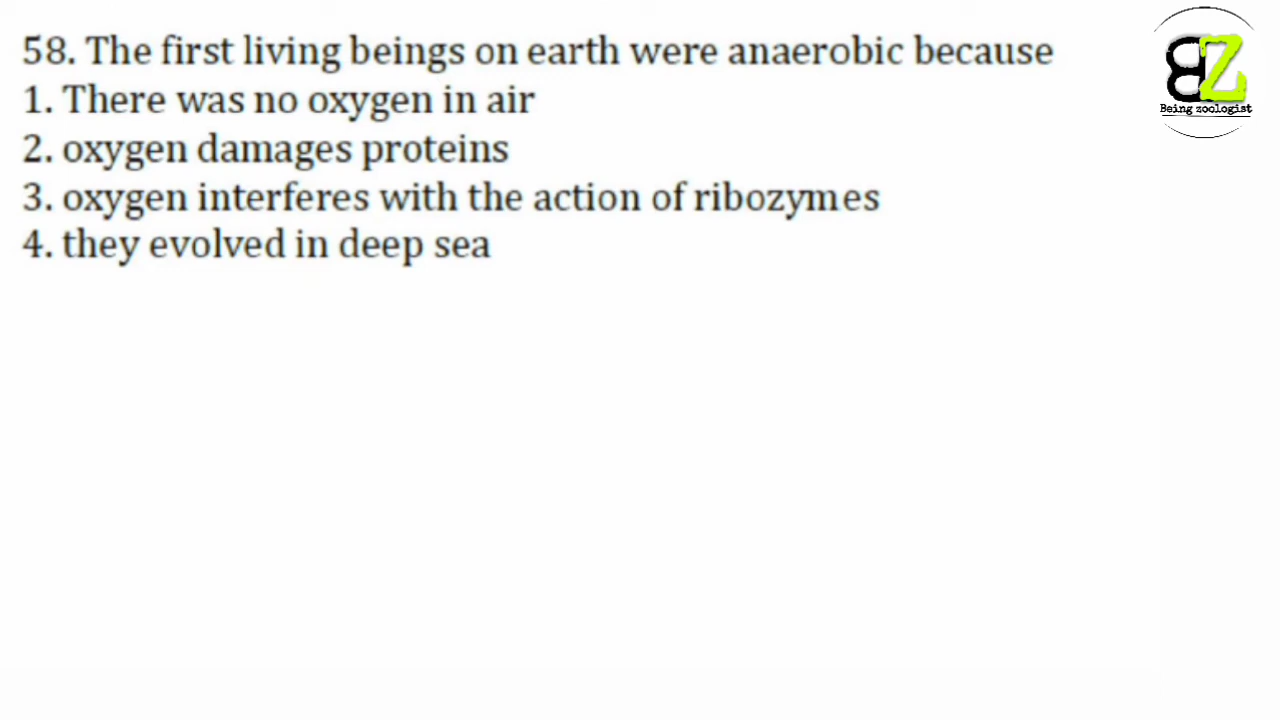 58. The first living beings on earth were anaerobic because
1. There was no oxygen in air
2. oxygen damages proteins
3. oxygen interferes with the action of ribozymes
4. they evolved in deep sea
BZ
Being zoologist